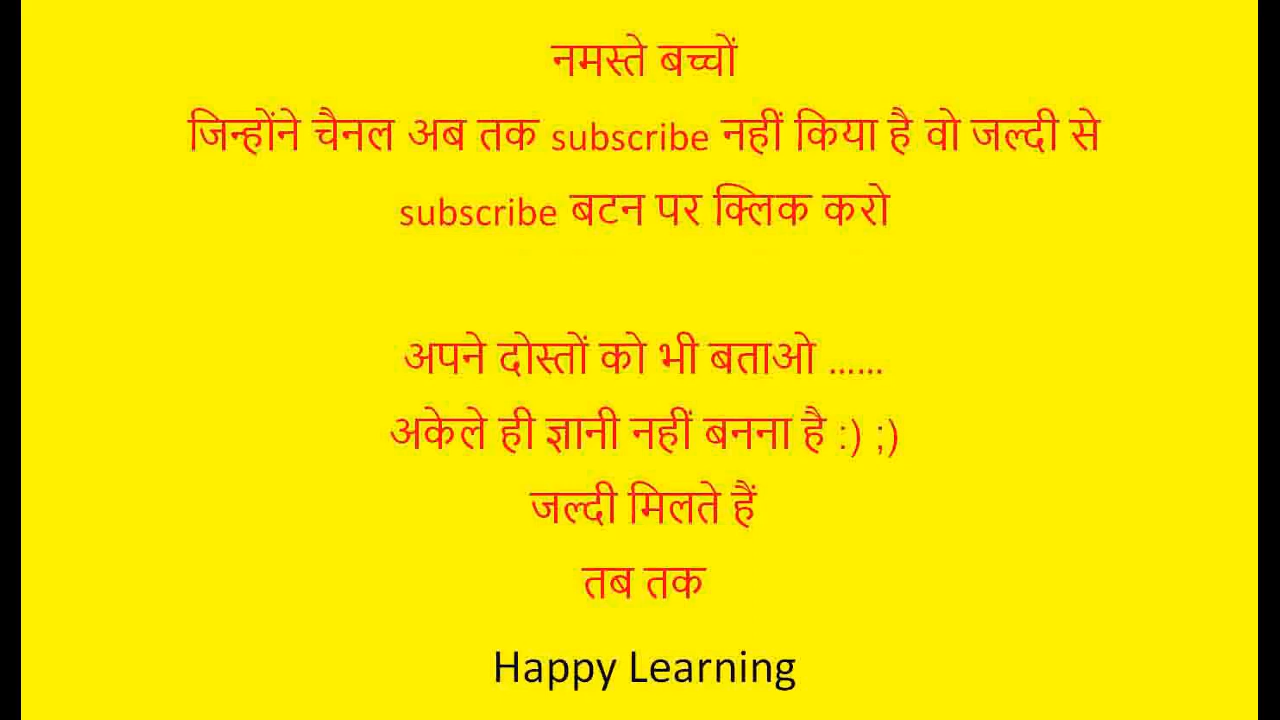 नमस्ते बच्चों
जिन्होंने चैनल अब तक subscribe नहीं किया है वो जल्दी से
subscribe बटन पर क्लिक करो
अपने दोस्तों को भी बताओ ......
अकेले ही ज्ञानी नहीं बनना है :) ;)
जल्दी मिलते हैं
तब तक
Happy Learning